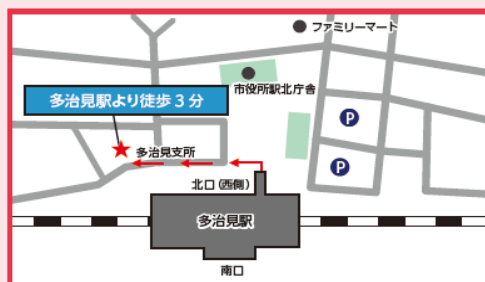 ファミリーマート
市役所駅北庁舎
多治見駅より徒歩3分
P
多治見支所
P
北口(西側)
多治見駅
南口